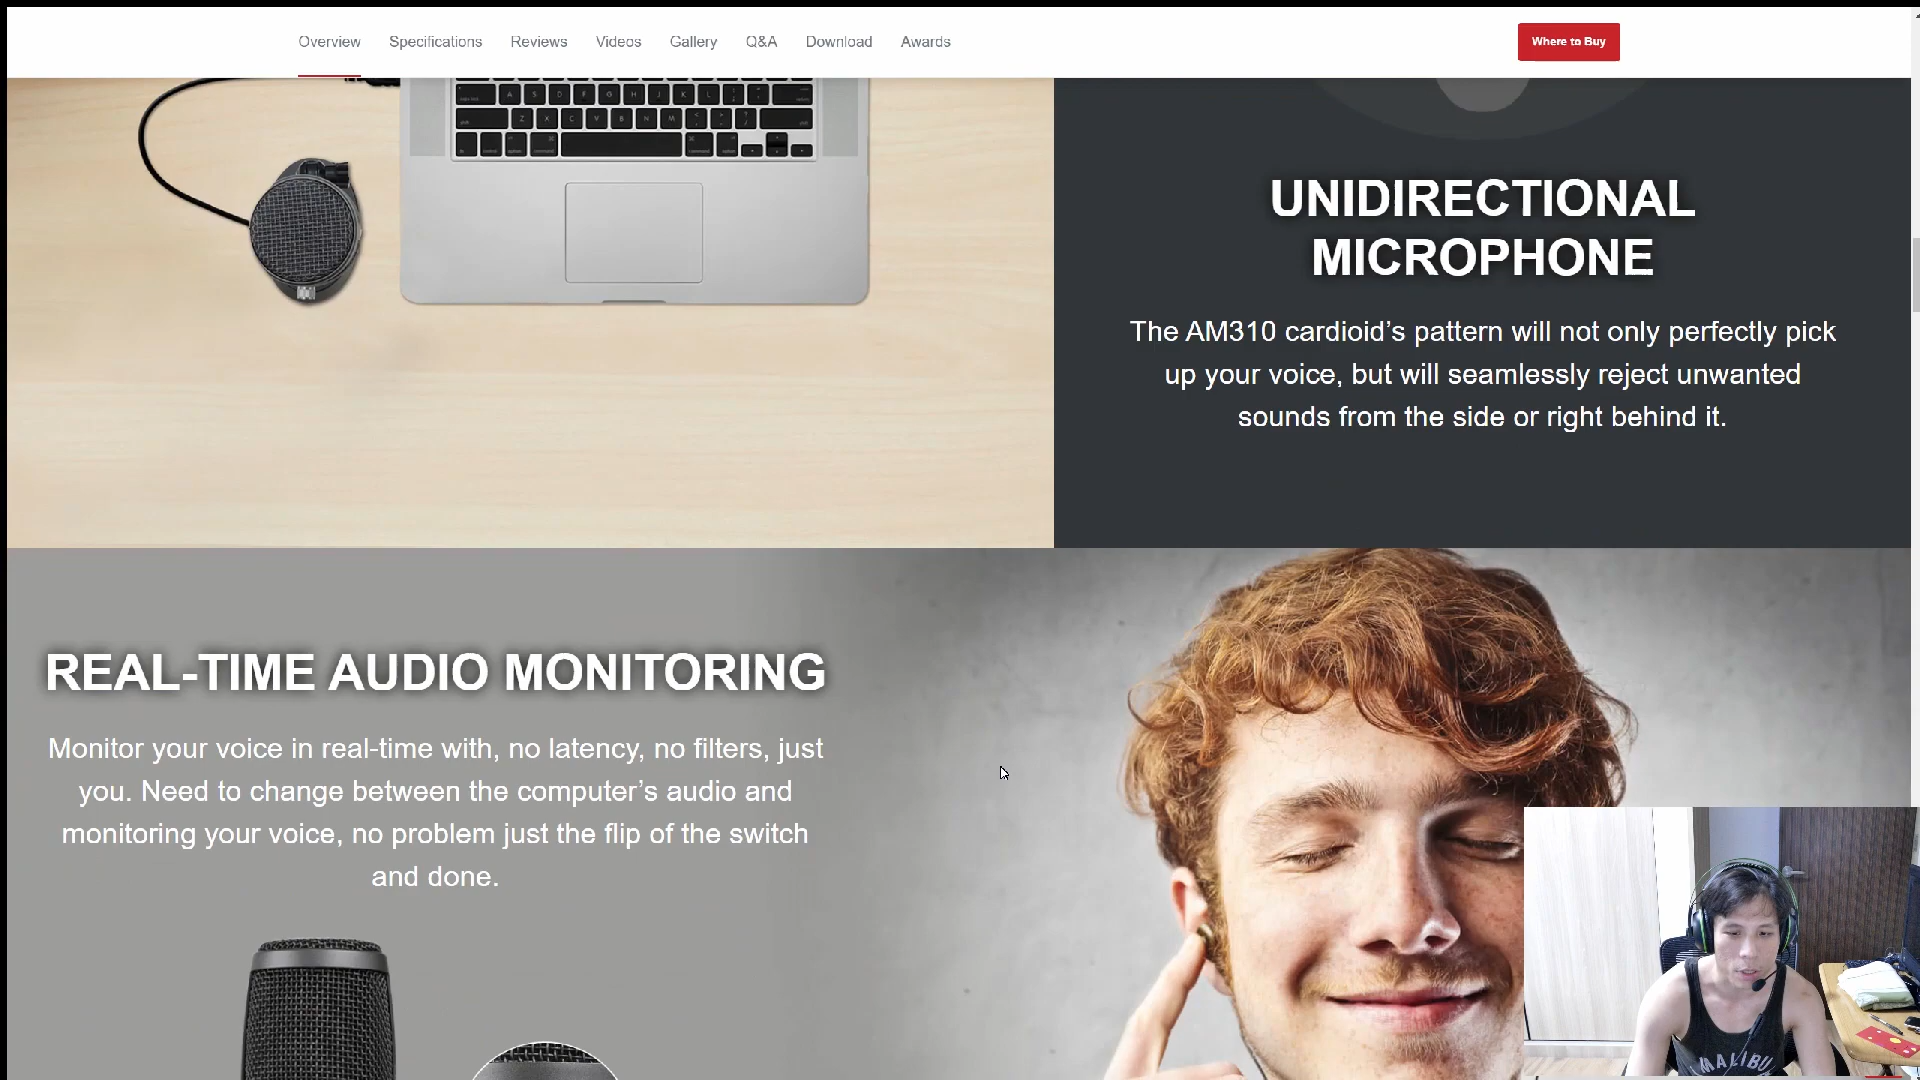 Overview Specifications Reviews Videos Gallery Q&A Download Awards
Where to Buy
UNIDIRECTIONAL
MICROPHONE
The AM310 cardioid’s pattern will not only perfectly pick
up your voice, but will seamlessly reject unwanted
sounds from the side or right behind it.
REAL-TIME AUDIO MONITORING
Monitor your voice in real-time with, no latency, no filters, just
you. Need to change between the computer’s audio and
monitoring your voice, no problem just the flip of the switch
and done.
MALIBU